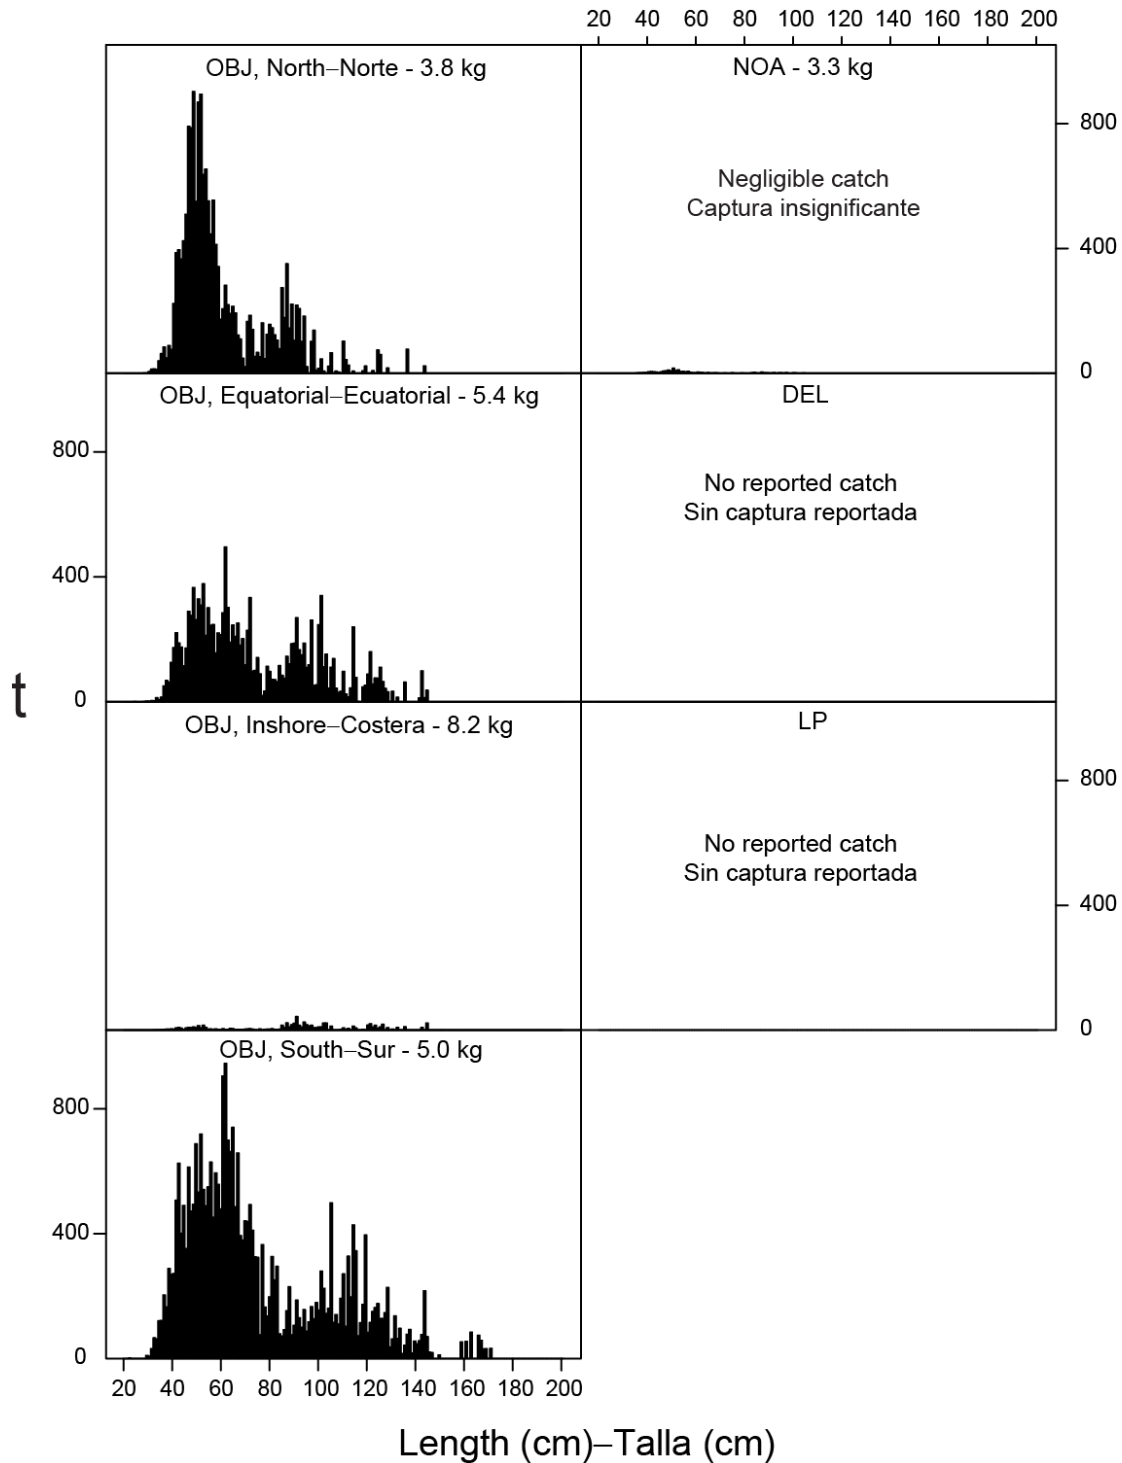 20 40 60 80 100 120 140 160 180 200
OBJ, North–Norte - 3.8 kg
NOA - 3.3 kg
Negligible catch
Captura insignificante
800
400
0
OBJ, Equatorial–Ecuatorial - 5.4 kg
DEL
No reported catch
Sin captura reportada
800
400
0
t
OBJ, Inshore–Costera - 8.2 kg
LP
No reported catch
Sin captura reportada
800
400
0
OBJ, South–Sur - 5.0 kg
800
400
0
20 40 60 80 100 120 140 160 180 200
Length (cm)–Talla (cm)